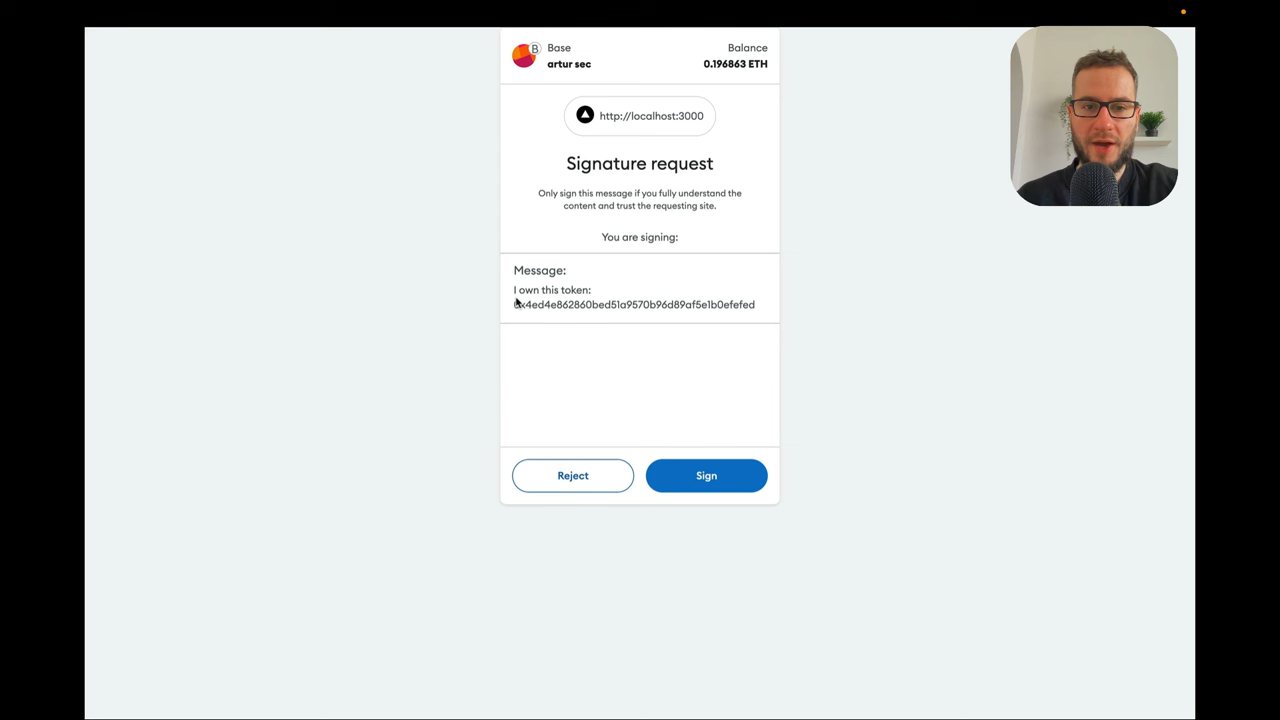 B
Base
artur sec
Balance
0.196863 ETH
http://localhost:3000
Signature request
Only sign this message if you fully understand the
content and trust the requesting site.
You are signing:
Message:
I own this token:
0x4ed4e862860bed51a9570b96d89af5e1b0efefed
Reject
Sign